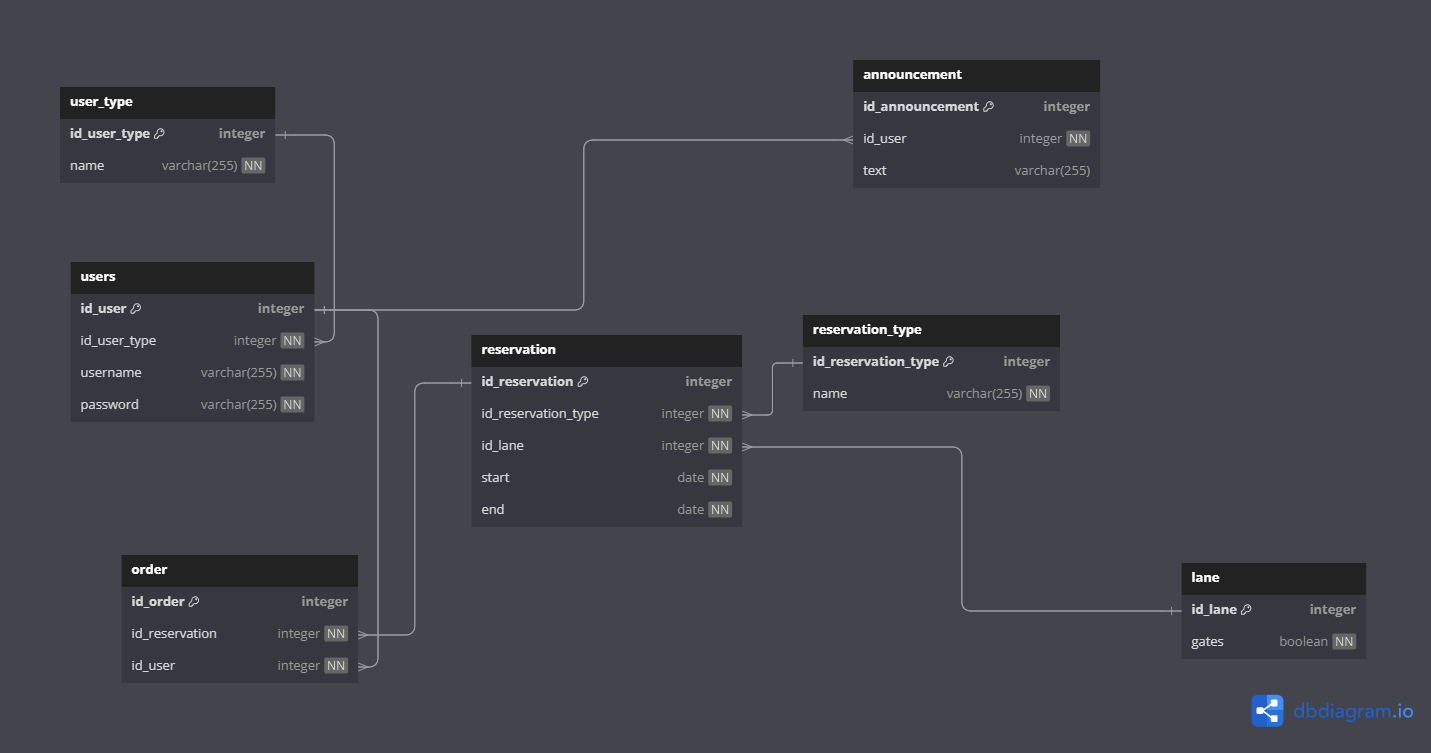 user_type
id_user_type integer
name varchar(255) NN
announcement
id_announcement integer
id_user integer NN
text varchar(255)
users
id_user integer
id_user_type integer NN
username varchar(255) NN
password varchar(255) NN
reservation
id_reservation integer
id_reservation_type integer NN
id_lane integer NN
start date NN
end date NN
reservation_type
id_reservation_type integer
name varchar(255) NN
order
id_order integer
id_reservation integer NN
id_user integer NN
lane
id_lane integer
gates boolean NN
dbdiagram.io